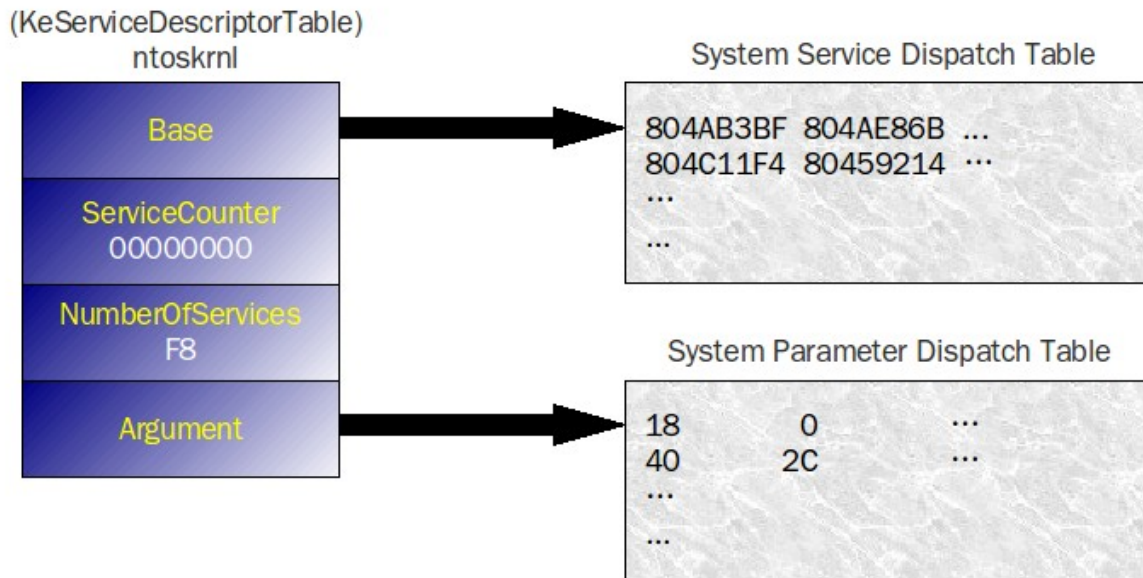 (KeServiceDescriptorTable)
ntoskrnl
Base
ServiceCounter
00000000
NumberOfServices
F8
Argument
System Service Dispatch Table
804AB3BF 804AE86B ...
804C11F4 80459214 ...
...
...
System Parameter Dispatch Table
18 0 ...
40 2C ...
...
...